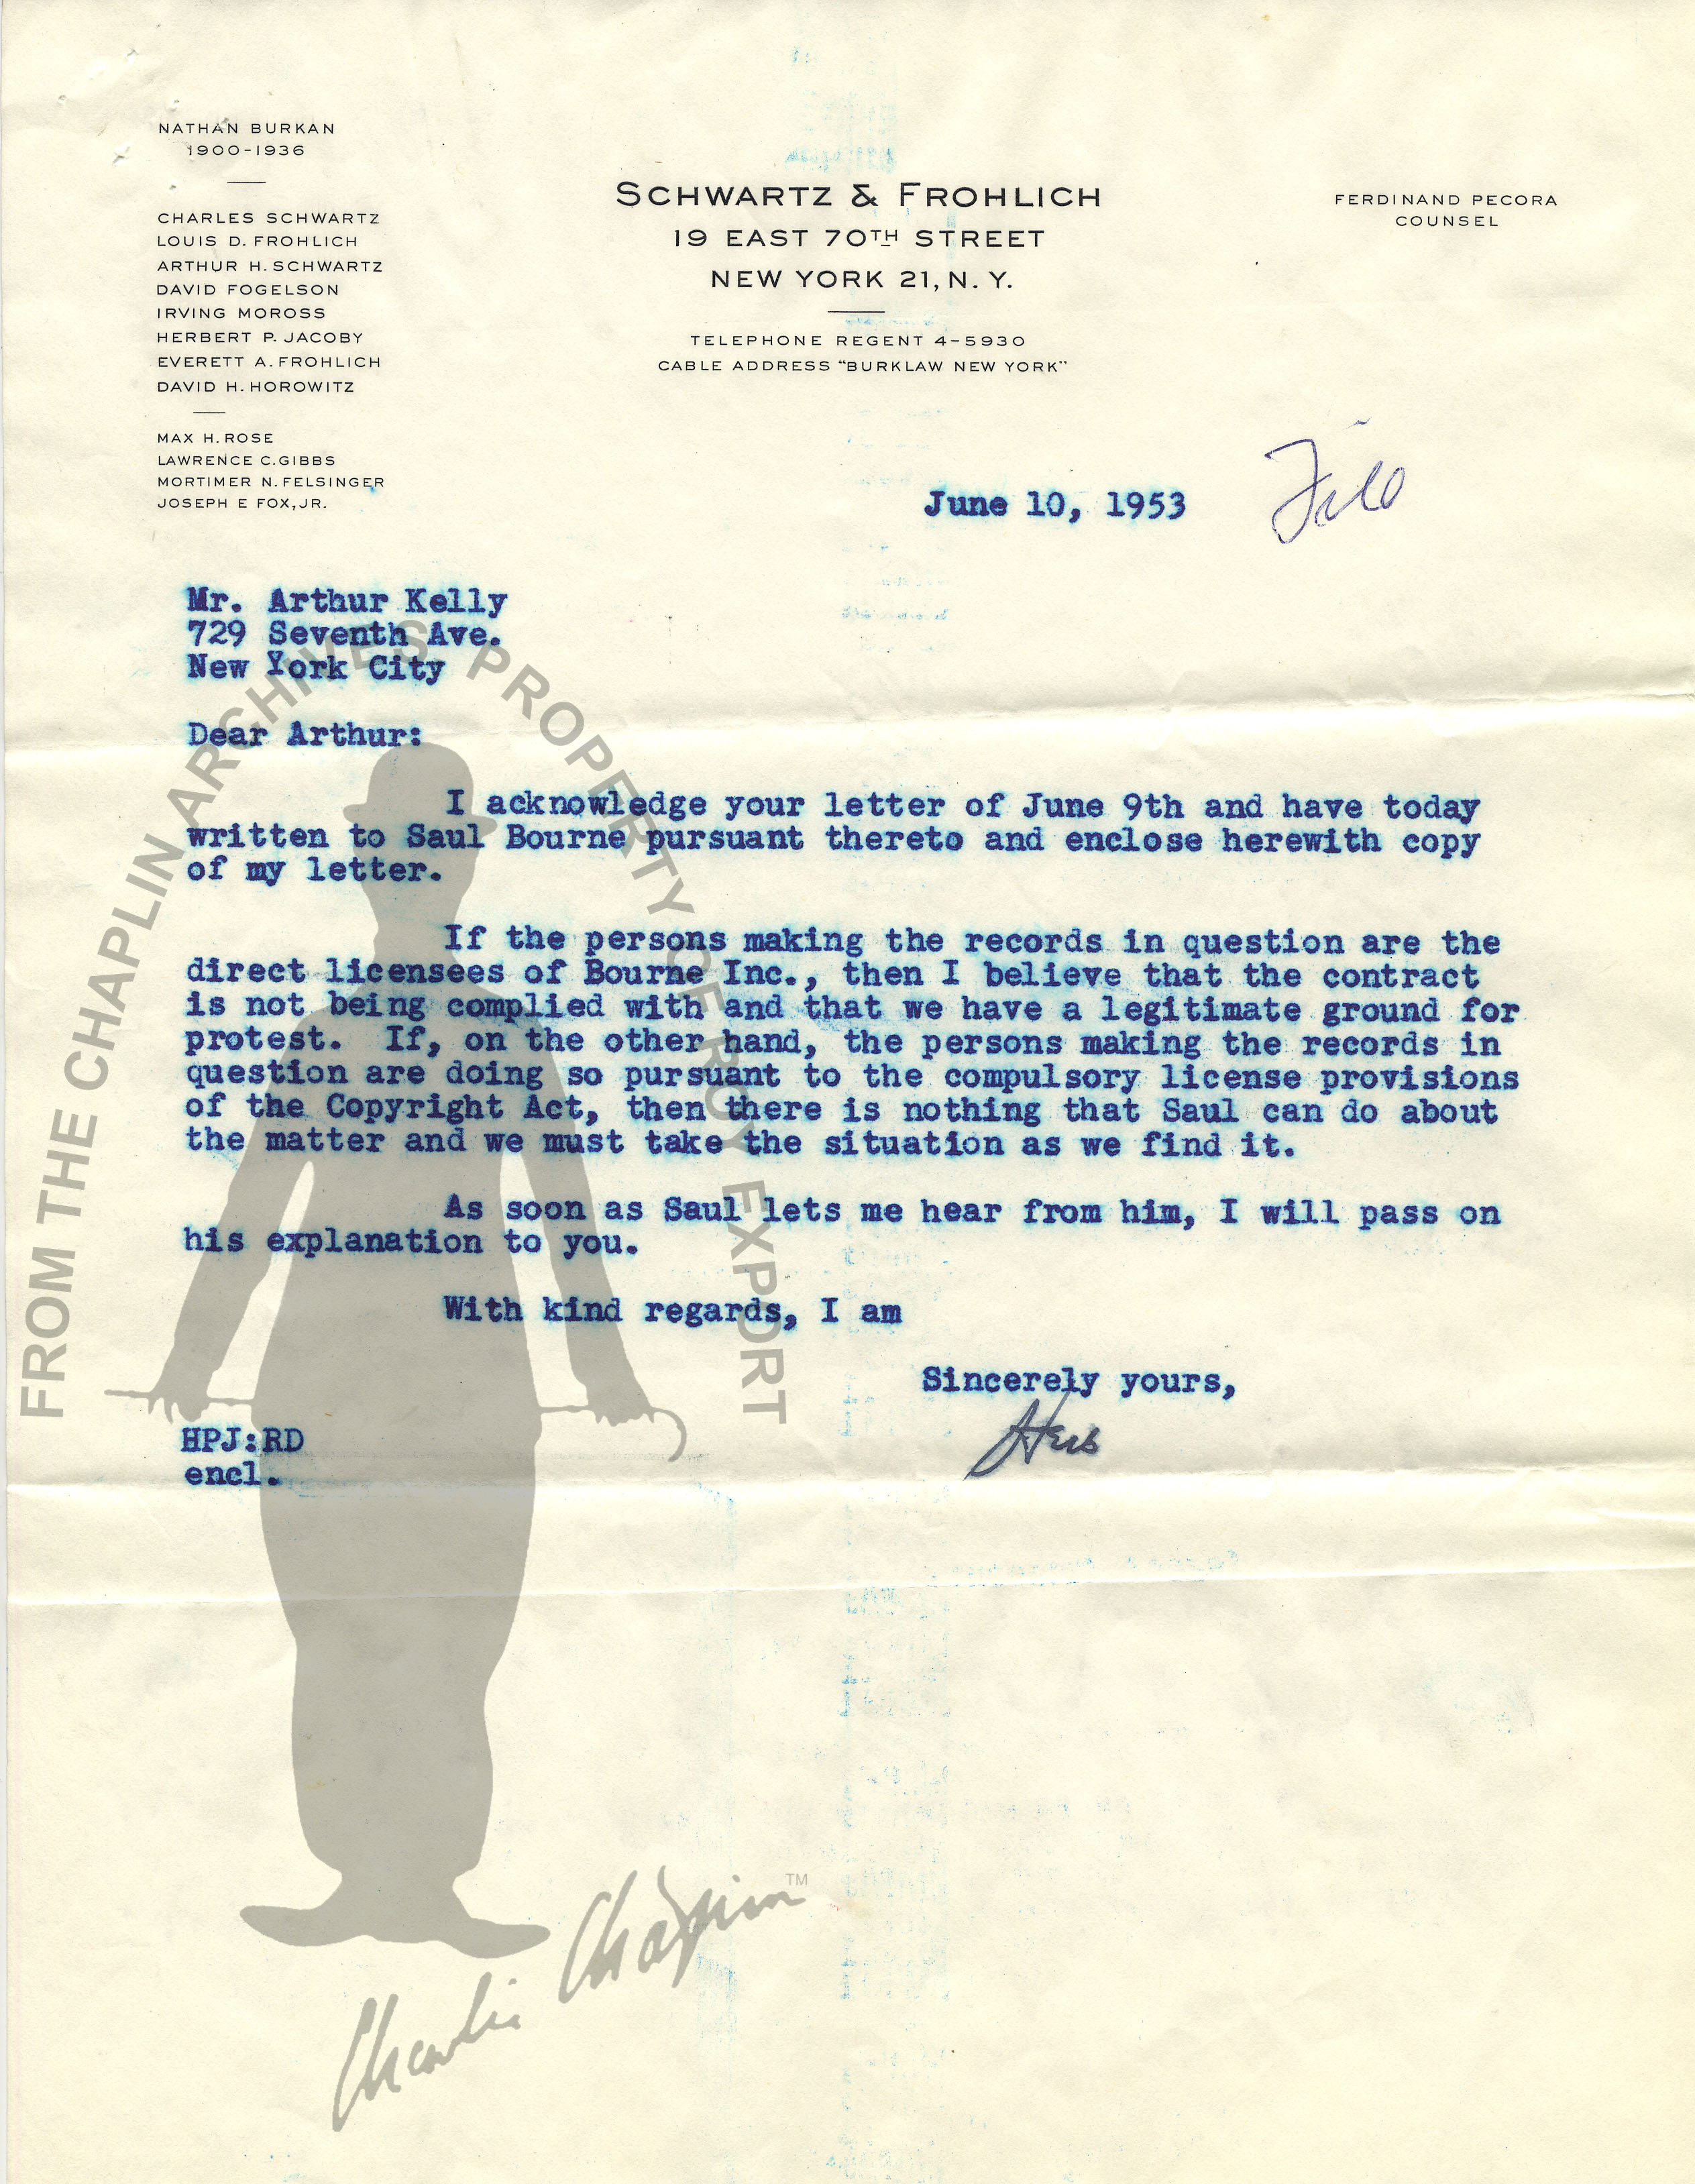 NATHAN BURKAN
1900-1936
CHARLES SCHWARTZ
LOUIS D. FROHLICH
ARTHUR H. SCHWARTZ
DAVID FOGELSON
IRVING MOROSS
HERBERT P. JACOBY
EVERETT A. FROHLICH
DAVID H. HOROWITZ
MAX H. ROSE
LAWRENCE C. GIBBS
MORTIMER N. FELSINGER
JOSEPH E FOX, JR.
SCHWARTZ & FROHLICH
19 EAST 70TH STREET
NEW YORK 21, N. Y.
TELEPHONE REGENT 4-5930
CABLE ADDRESS "BURKLAW NEW YORK"
FERDINAND PECORA
COUNSEL
June 10, 1953
File
Mr. Arthur Kelly
729 Seventh Ave.
New York City
Dear Arthur:
I acknowledge your letter of June 9th and have today
written to Saul Bourne pursuant thereto and enclose herewith copy
of my letter.
If the persons making the records in question are the
direct licensees of Bourne Inc., then I believe that the contract
is not being complied with and that we have a legitimate ground for
protest. If, on the other hand, the persons making the records in
question are doing so pursuant to the compulsory license provisions
of the Copyright Act, then there is nothing that Saul can do about
the matter and we must take the situation as we find it.
As soon as Saul lets me hear from him, I will pass on
his explanation to you.
With kind regards, I am
Sincerely yours,
Herb
HPJ:RD
encl.
FROM THE CHAPLIN ARCHIVES PROPERTY OF ROY EXPORT
Charlie Chaplin TM